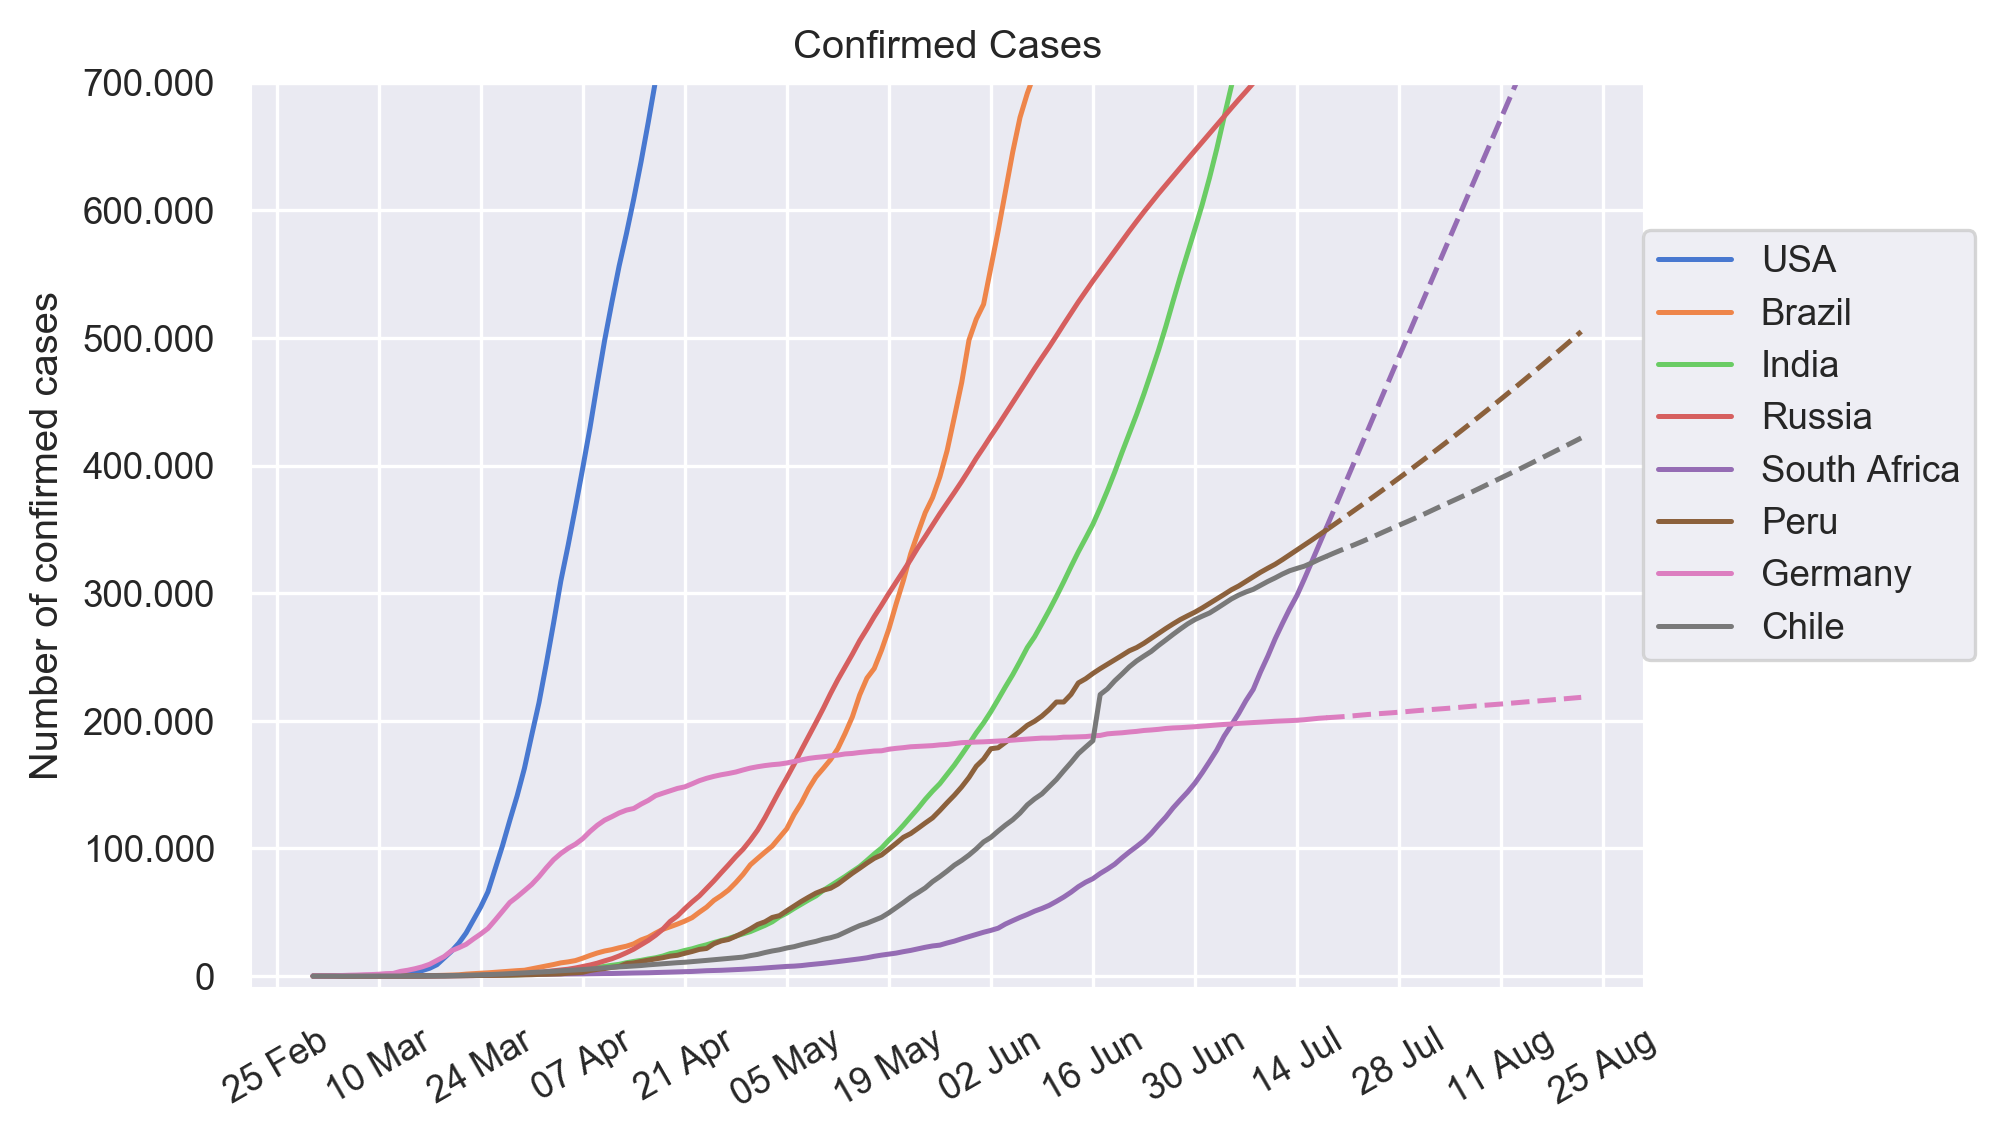 Confirmed Cases
Number of confirmed cases
700.000
600.000
500.000
400.000
300.000
200.000
100.000
0
25 Feb
10 Mar
24 Mar
07 Apr
21 Apr
05 May
19 May
02 Jun
16 Jun
30 Jun
14 Jul
28 Jul
11 Aug
25 Aug
USA
Brazil
India
Russia
South Africa
Peru
Germany
Chile